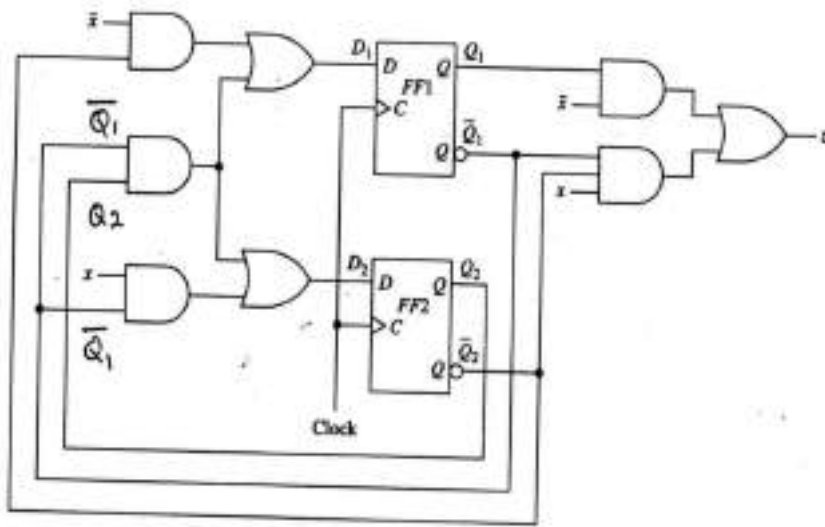 x̄
D₁
D
Q
Q₁
FF1
C
Q
Q̄₁
x̄
x
Q̄₁
Q2
x
Q̄₁
D₂
D
Q
Q₂
FF2
C
Q
Q̄₂
Clock